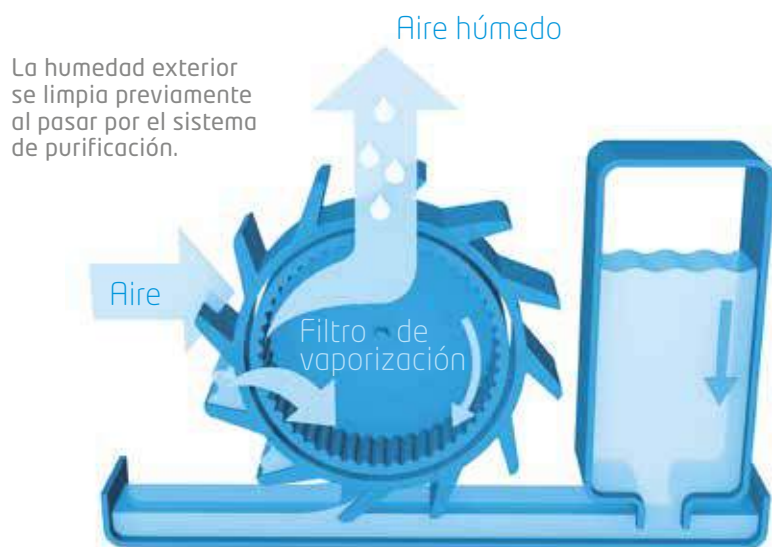 Aire húmedo
La humedad exterior
se limpia previamente
al pasar por el sistema
de purificación.
Aire
Filtro de
vaporización